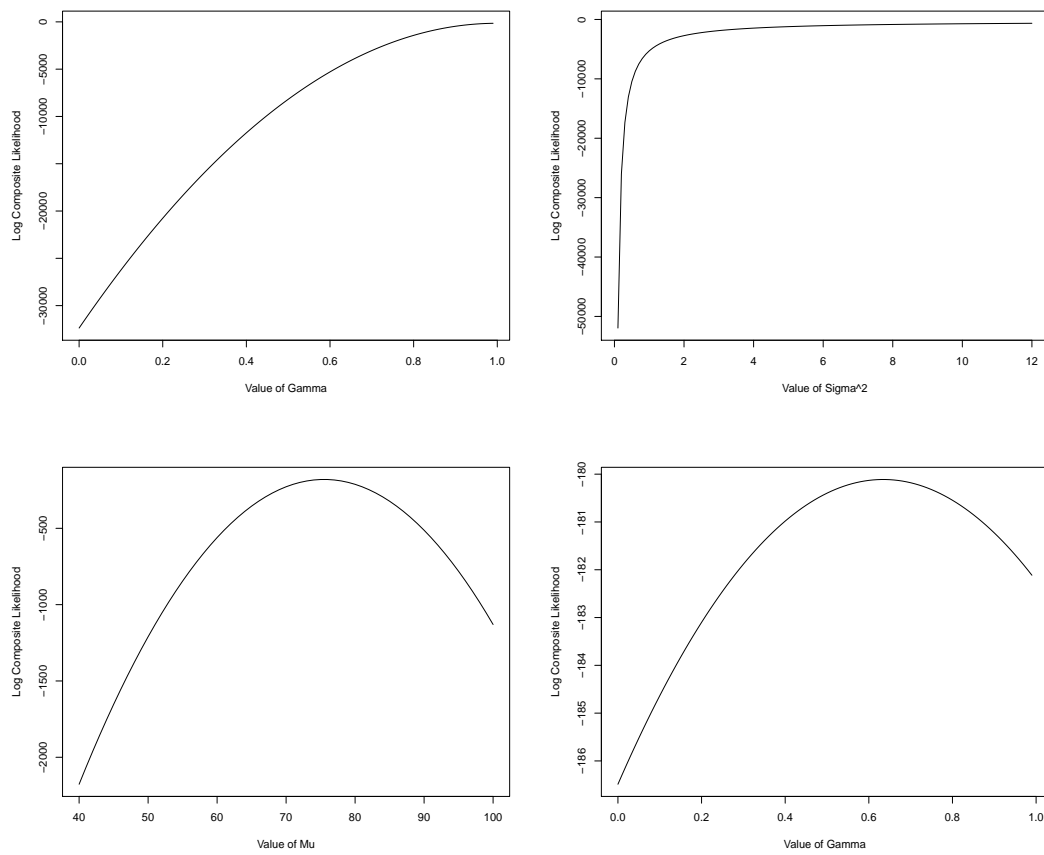 0
-5000
-10000
-20000
-30000
Log Composite Likelihood
0.0 0.2 0.4 0.6 0.8 1.0
Value of Gamma
0
-10000
-20000
-30000
-40000
-50000
Log Composite Likelihood
0 2 4 6 8 10 12
Value of Sigma^2
-500
-1000
-1500
-2000
Log Composite Likelihood
40 50 60 70 80 90 100
Value of Mu
-180
-181
-182
-183
-184
-185
-186
Log Composite Likelihood
0.0 0.2 0.4 0.6 0.8 1.0
Value of Gamma